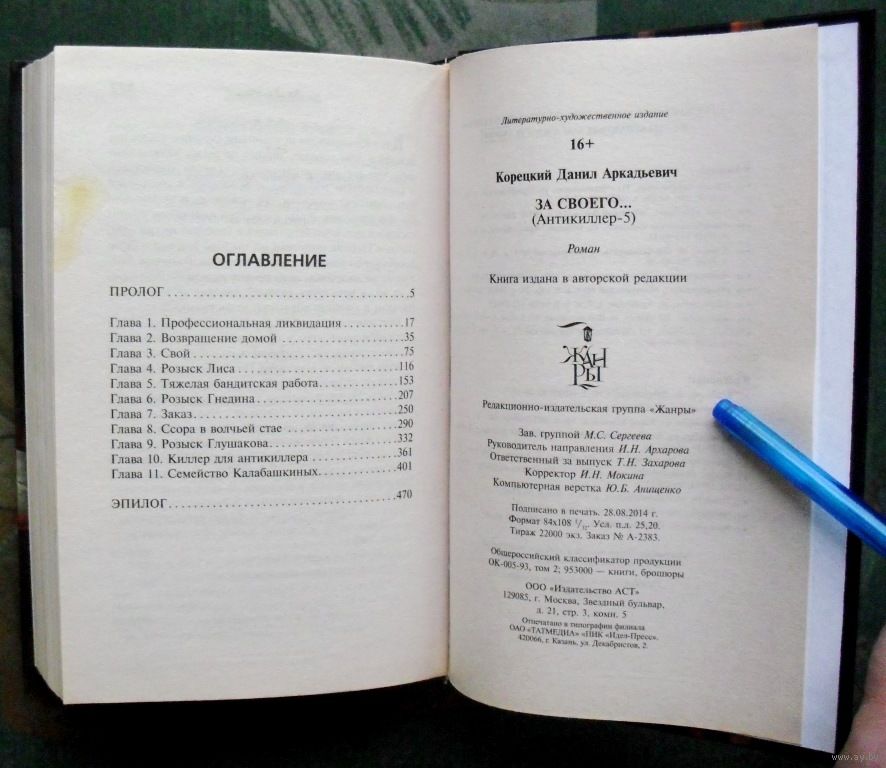 ОГЛАВЛЕНИЕ
ПРОЛОГ........................................5
Глава 1. Профессиональная ликвидация..........17
Глава 2. Возвращение домой....................35
Глава 3. Свой.................................75
Глава 4. Розыск Лиса..........................116
Глава 5. Тяжелая бандитская работа............153
Глава 6. Розыск Гнедина.......................207
Глава 7. Заказ................................250
Глава 8. Ссора в волчьей стае.................290
Глава 9. Розыск Глушакова.....................332
Глава 10. Киллер для антикиллера..............361
Глава 11. Семейство Калабашкиных..............401
ЭПИЛОГ........................................470
Литературно-художественное издание
16+
Корецкий Данил Аркадьевич
ЗА СВОЕГО...
(Антикиллер-5)
Роман
Книга издана в авторской редакции
ЖАН
РЫ
Редакционно-издательская группа «Жанры»
Зав. группой М.С. Сергеева
Руководитель направления И.Н. Архарова
Ответственный за выпуск Т.Н. Захарова
Корректор И.Н. Мокина
Компьютерная верстка Ю.Б. Анищенко
Подписано в печать. 28.08.2014 г.
Формат 84х108 1/32. Усл. п.л. 25,20.
Тираж 22000 экз. Заказ № А-2383.
Общероссийский классификатор продукции
ОК-005-93, том 2; 953000 — книги, брошюры
ООО «Издательство АСТ»
129085, г. Москва, Звездный бульвар,
д. 21, стр. 3, комн. 5
Отпечатано в типографии филиала
ОАО «ТАТМЕДИА» «ПИК «Идел-Пресс».
420066, г. Казань, ул. Декабристов, 2.
www.ay.by